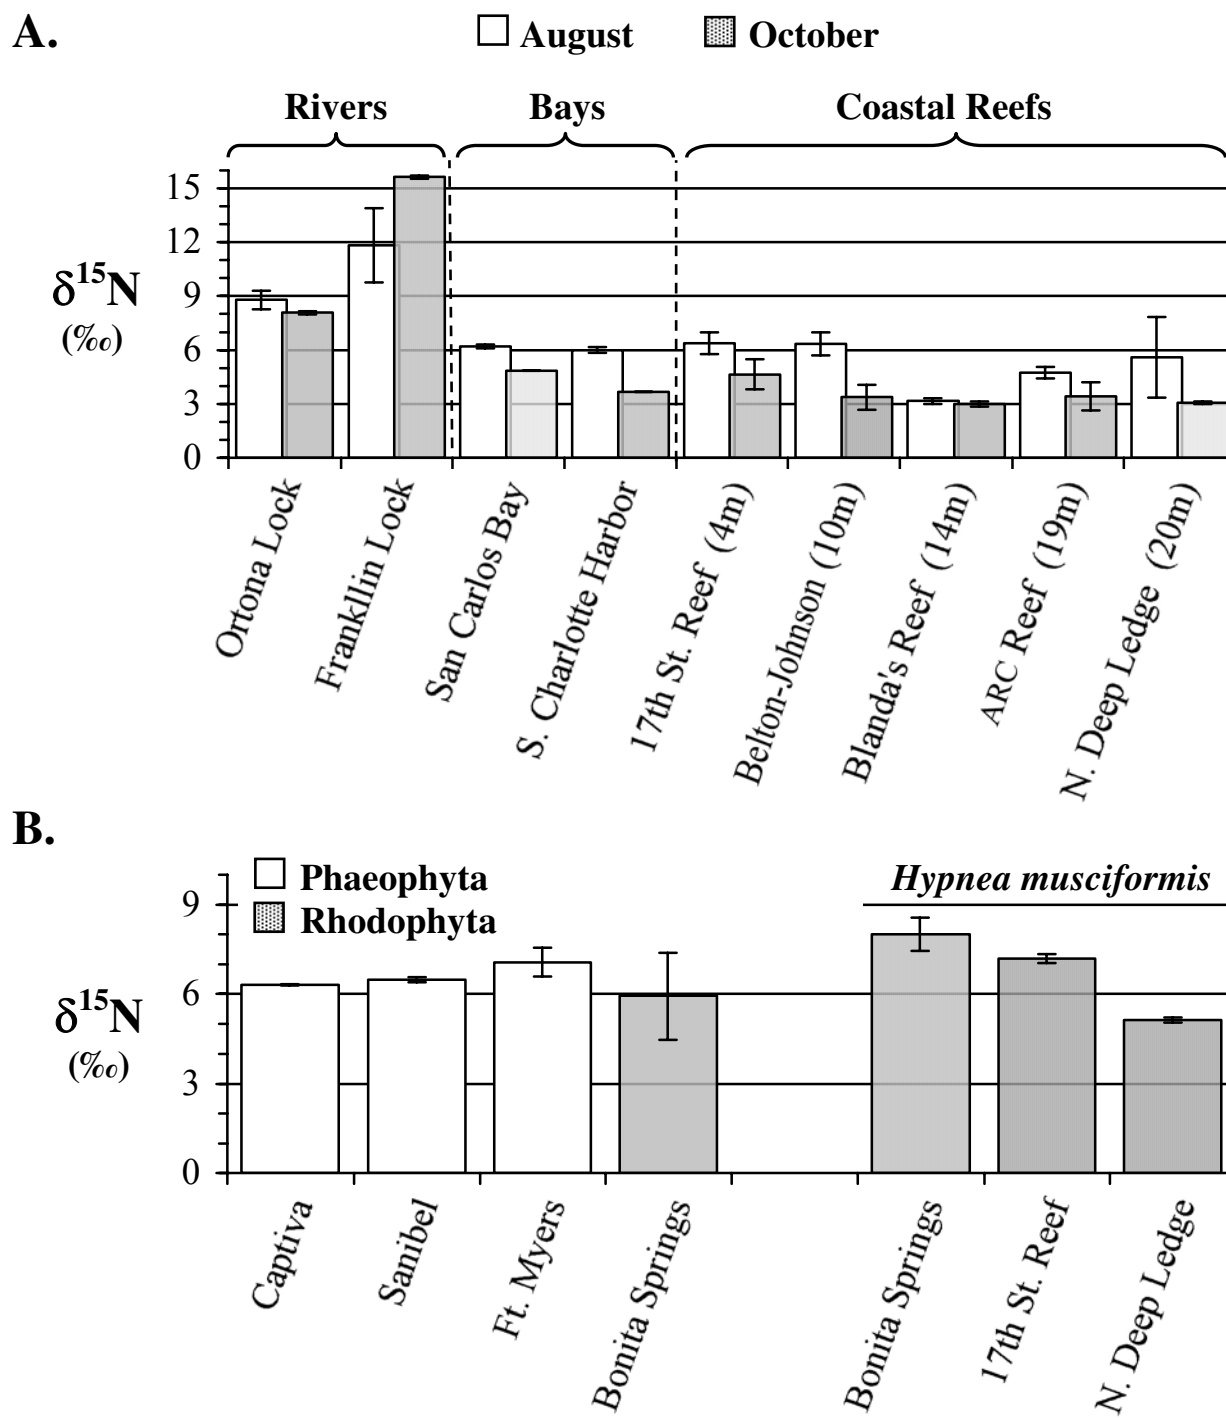 A.
August October
Rivers Bays Coastal Reefs
15
12
9
6
3
0
δ¹⁵N
(‰)
Ortona Lock
Frankllin Lock
San Carlos Bay
S. Charlotte Harbor
17th St. Reef (4m)
Belton-Johnson (10m)
Blanda's Reef (14m)
ARC Reef (19m)
N. Deep Ledge (20m)
B.
Phaeophyta
Rhodophyta
Hypnea musciformis
9
6
3
0
δ¹⁵N
(‰)
Captiva
Sanibel
Ft. Myers
Bonita Springs
Bonita Springs
17th St. Reef
N. Deep Ledge